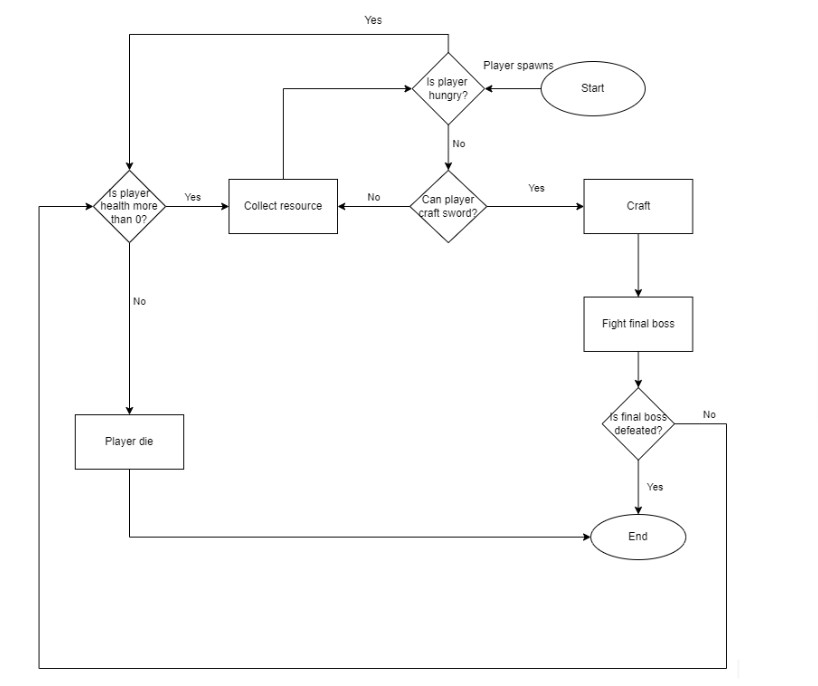 Yes
Player spawns
Is player
hungry?
Start
No
Is player
health more
than 0?
Yes
Collect resource
No
Can player
craft sword?
Yes
Craft
No
Fight final boss
Is final boss
defeated?
No
Player die
Yes
End